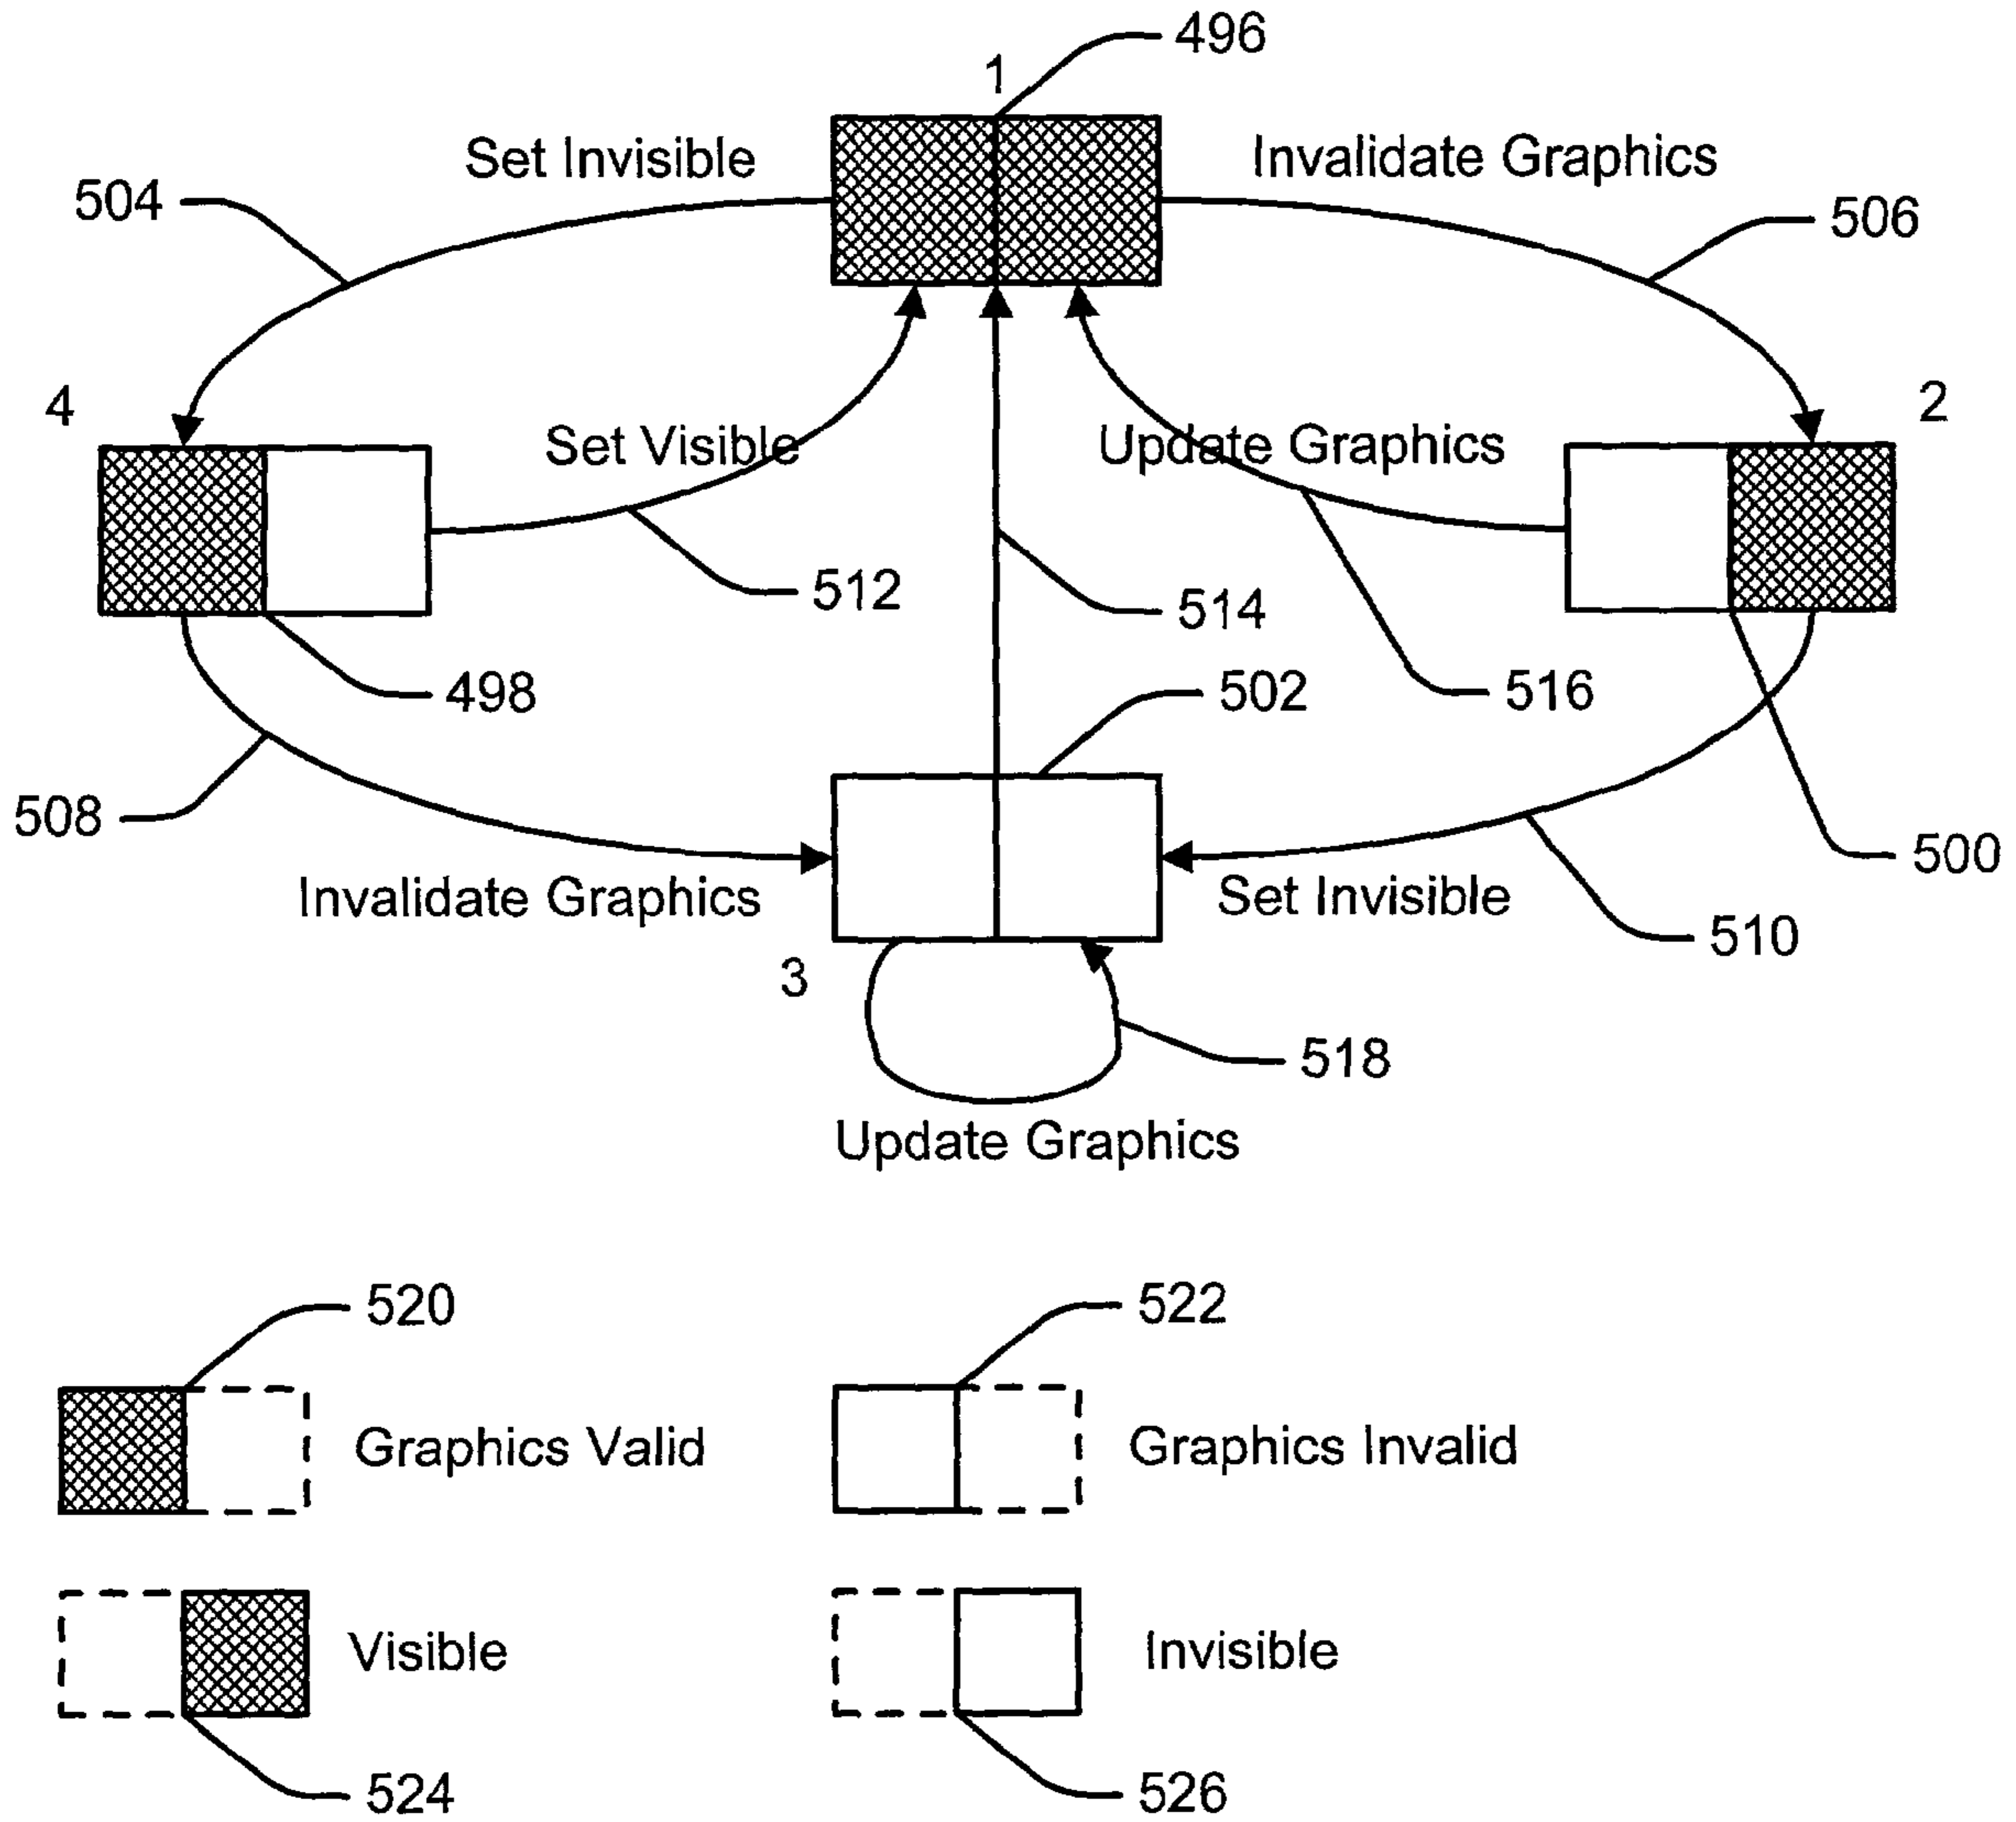 496
1
Set Invisible
Invalidate Graphics
504
506
4
2
Set Visible
Update Graphics
512
514
498
502
516
508
500
Invalidate Graphics
Set Invisible
510
3
518
Update Graphics
520
522
Graphics Valid
Graphics Invalid
Visible
Invisible
524
526